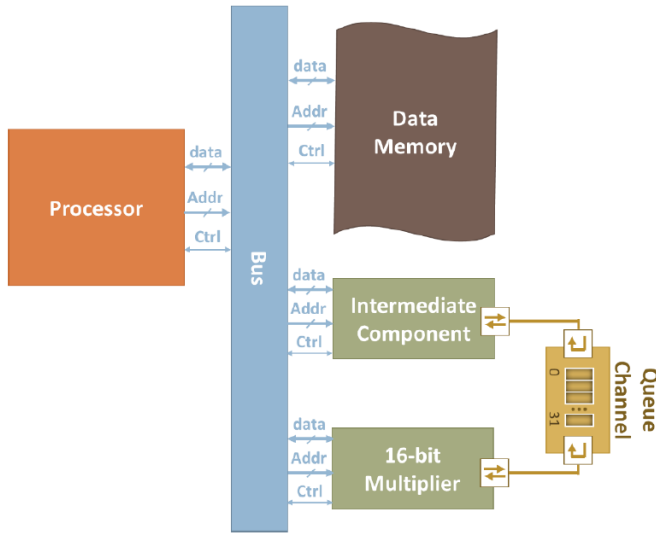 data
Addr
Ctrl
Data
Memory
data
Addr
Ctrl
Processor
Bus
data
Addr
Ctrl
Intermediate
Component
data
Addr
Ctrl
16-bit
Multiplier
0
31
Queue
Channel